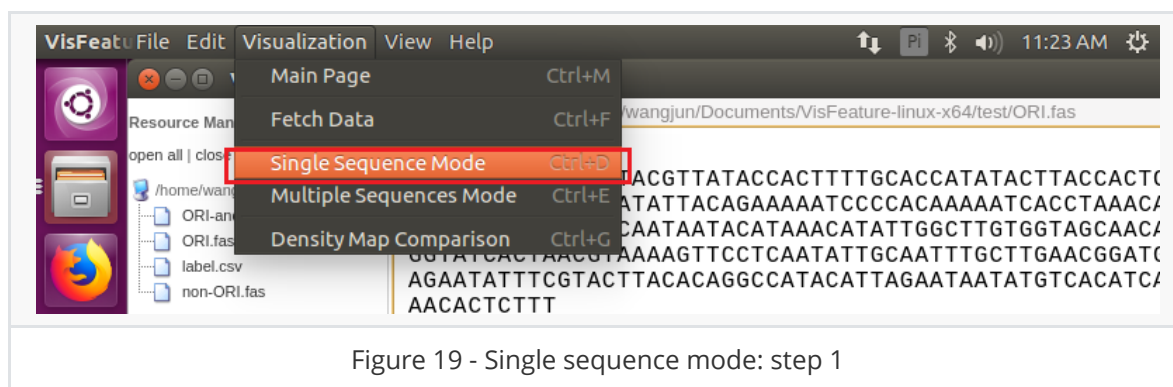 VisFeatu File Edit Visualization View Help Pi 11:23 AM
Main Page Ctrl+M
Fetch Data Ctrl+F
Single Sequence Mode Ctrl+D
Multiple Sequences Mode Ctrl+E
Density Map Comparison Ctrl+G
Resource Man
open all | close
/home/wang
ORI-and
ORI.fas
label.csv
non-ORI.fas
/wangjun/Documents/VisFeature-linux-x64/test/ORI.fas
TACGTTATACCACTTTTGCACCATATACTTACCACTC
ATATTACAGAAAAATCCCCACAAAAATCACCTAAACA
CAATAATACATAAACATATTGGCTTGTGGTAGCAACA
GGTATCACTAACGTAAAAGTTCCTCAATATTGCAATTTGCTTGAACGGATC
AGAATATTTCGTACTTACACAGGCCATACATTAGAATAATATGTCACATCA
AACACTCTTT
Figure 19 - Single sequence mode: step 1